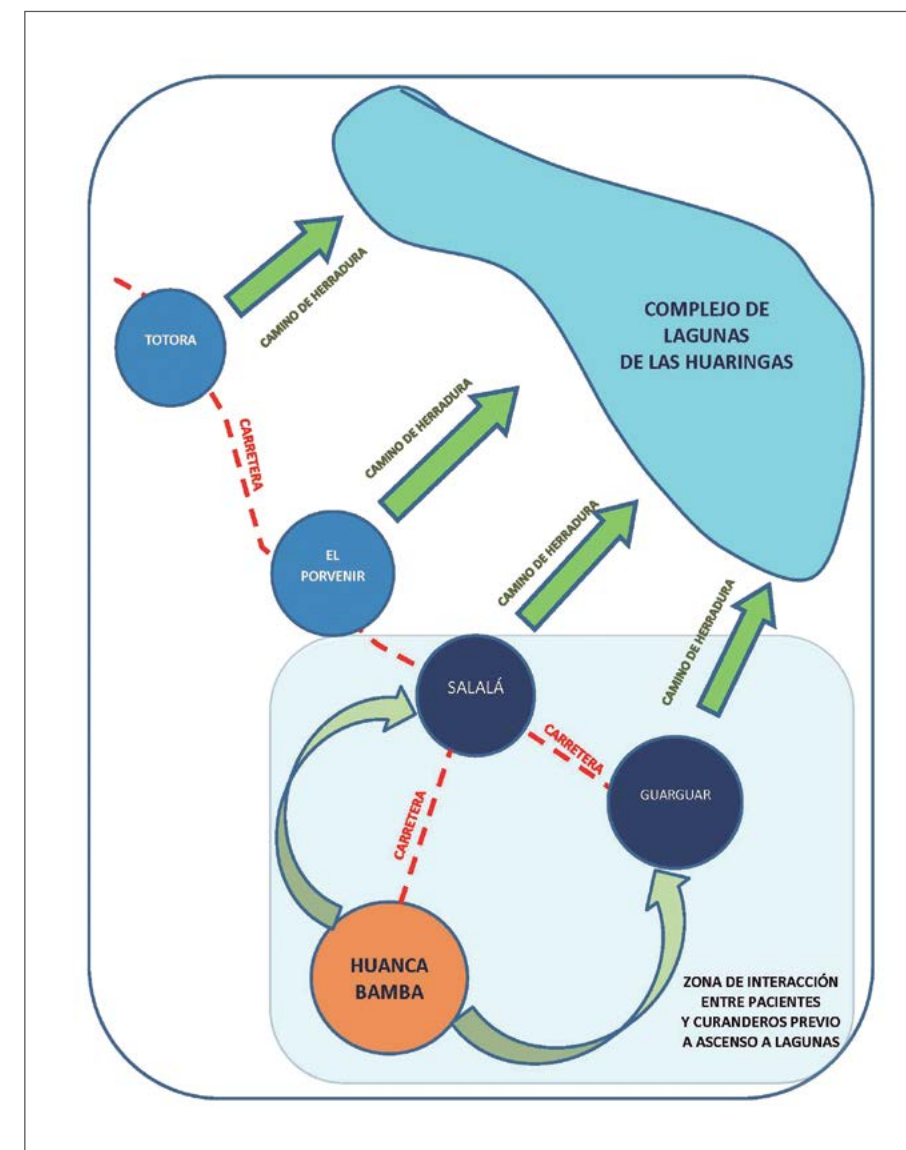 COMPLEJO DE
LAGUNAS
DE LAS HUARINGAS
CAMINO DE HERRADURA
TOTORA
CARRETERA
CAMINO DE HERRADURA
EL
PORVENIR
CAMINO DE HERRADURA
CAMINO DE HERRADURA
SALALÁ
CARRETERA
GUARGUAR
CARRETERA
HUANCA
BAMBA
ZONA DE INTERACCIÓN
ENTRE PACIENTES
Y CURANDEROS PREVIO
A ASCENSO A LAGUNAS